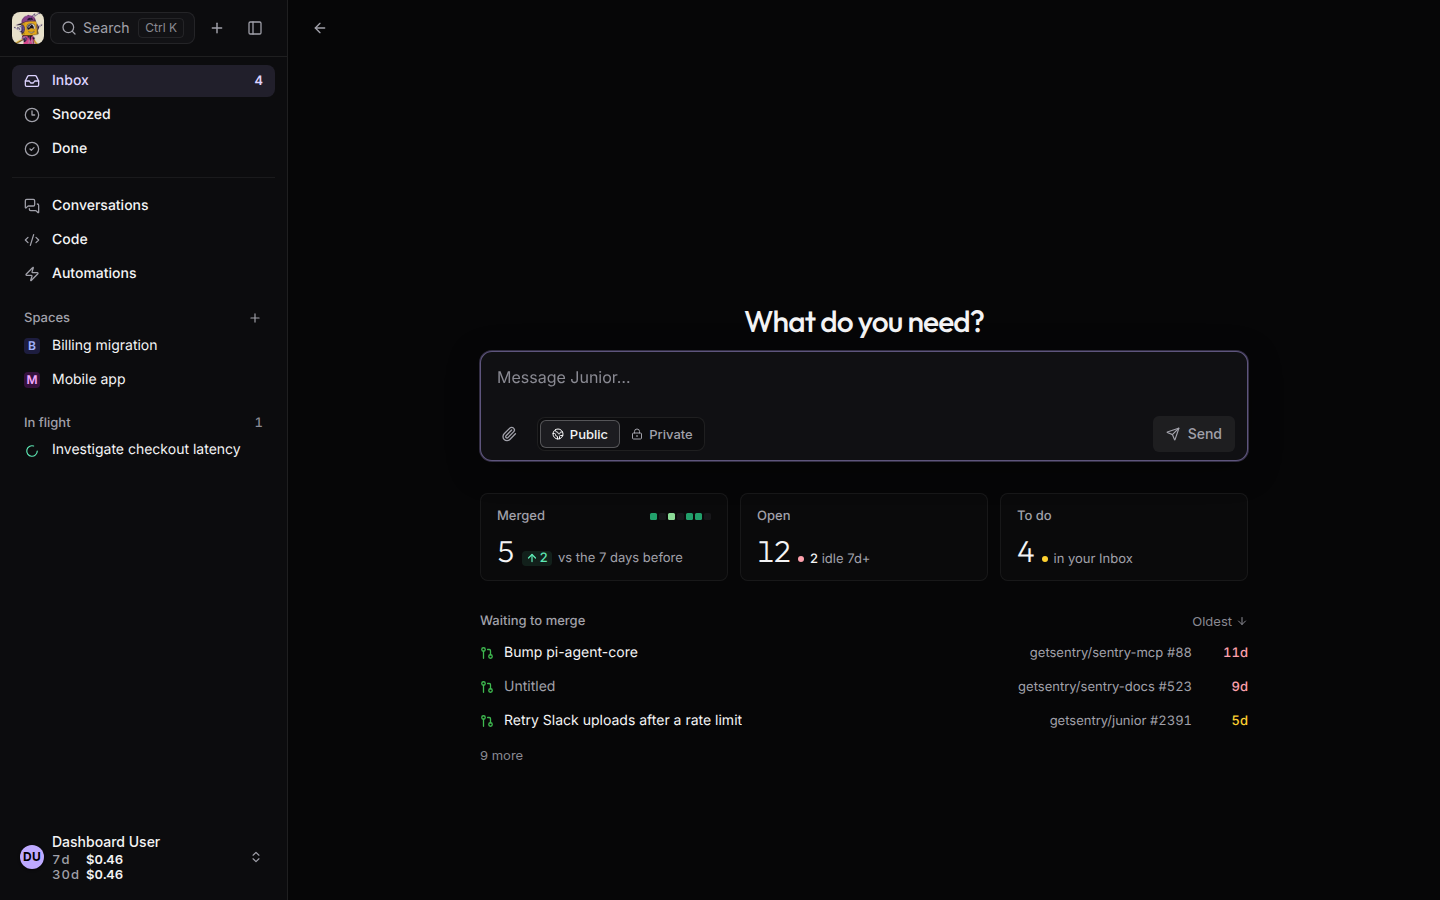 Search Ctrl K
Inbox 4
Snoozed
Done
Conversations
Code
Automations
Spaces
B Billing migration
M Mobile app
In flight 1
Investigate checkout latency
DU Dashboard User
7d $0.46
30d $0.46
What do you need?
Message Junior...
Public Private Send
Merged
5 2 vs the 7 days before
Open
12 2 idle 7d+
To do
4 in your Inbox
Waiting to merge Oldest
Bump pi-agent-core getsentry/sentry-mcp #88 11d
Untitled getsentry/sentry-docs #523 9d
Retry Slack uploads after a rate limit getsentry/junior #2391 5d
9 more